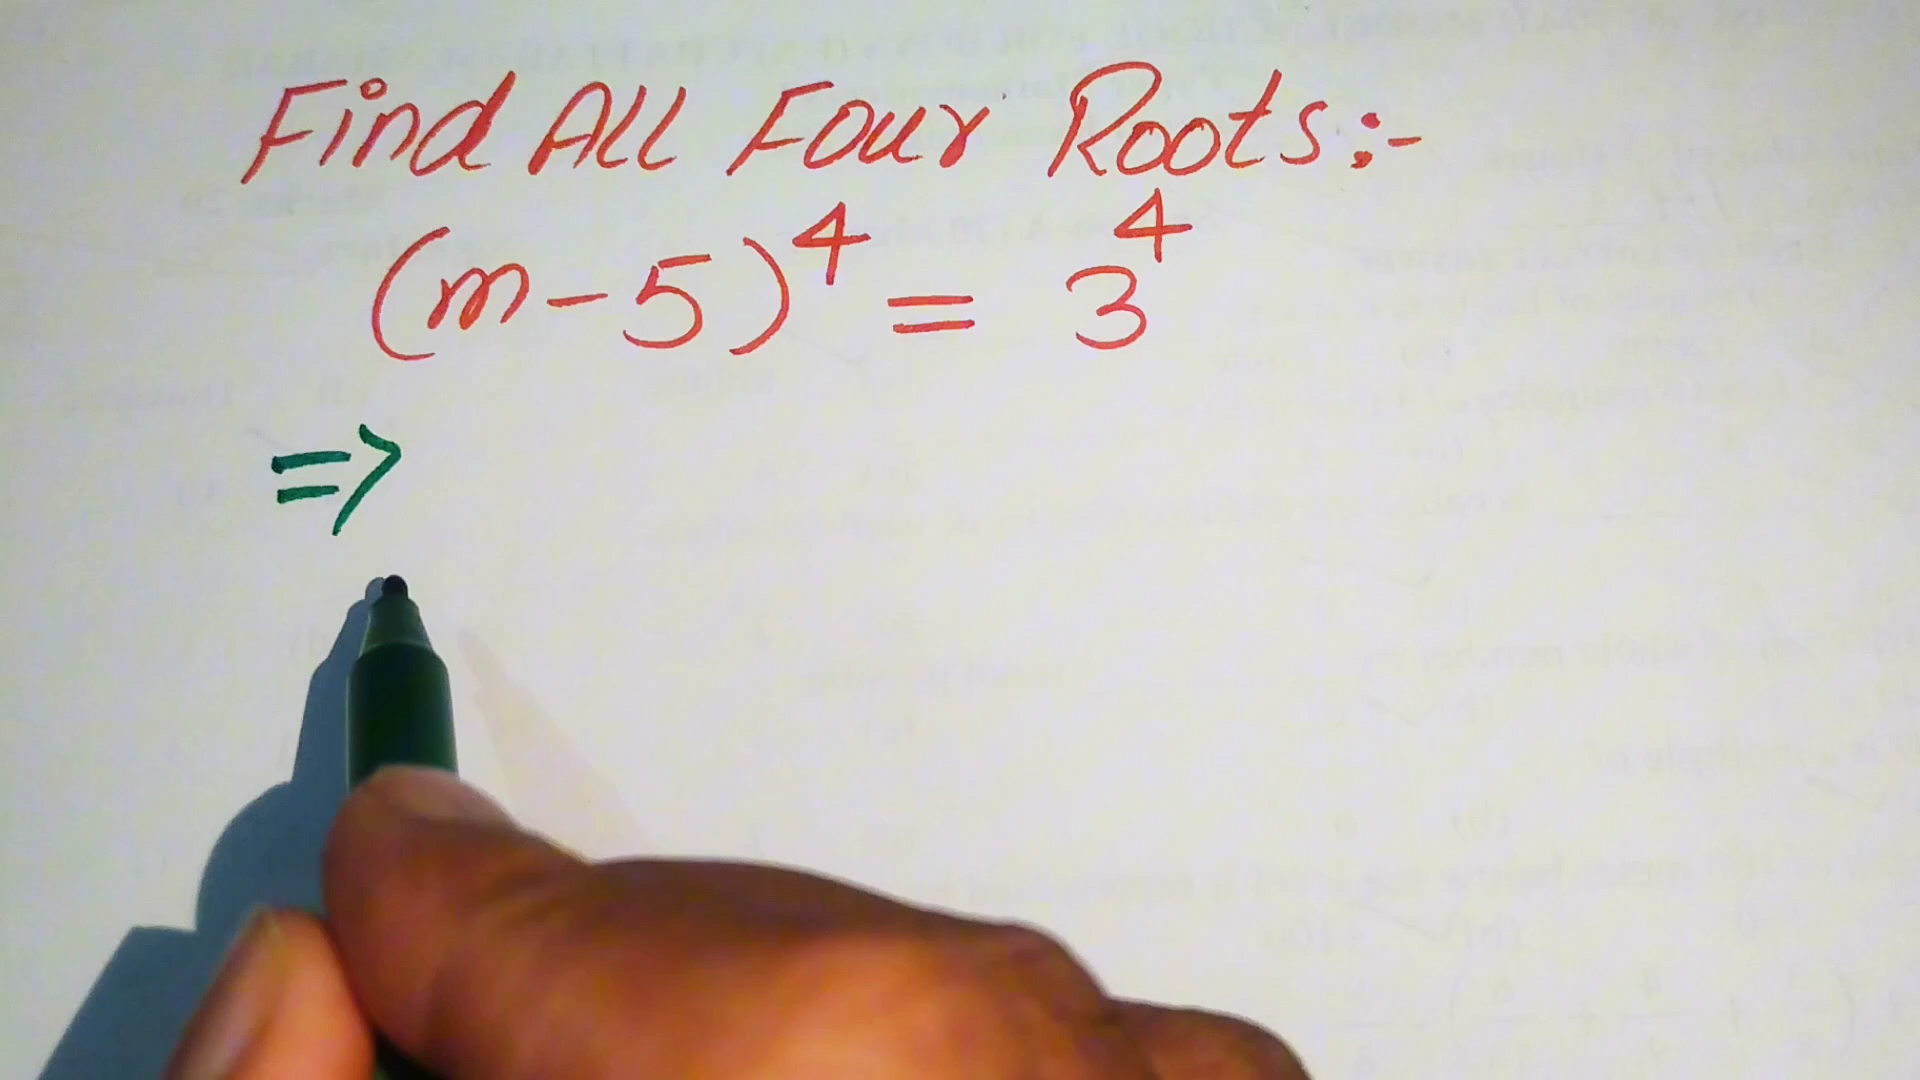 Find All Four Roots:-
(m-5)⁴ = 3⁴
=>